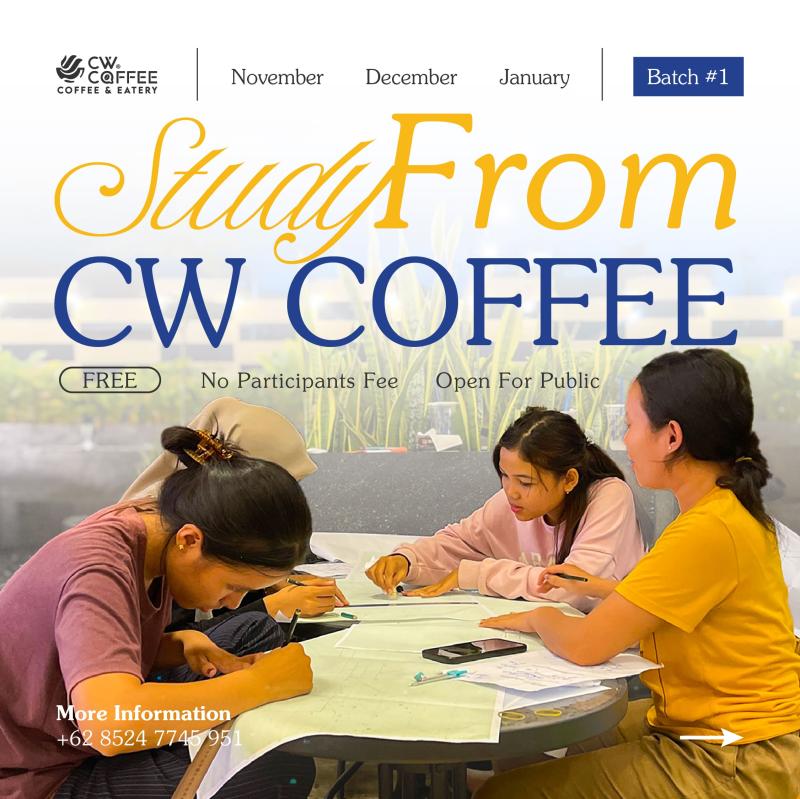 CW®
COFFEE
COFFEE & EATERY
November December January
Batch #1
Study From
CW COFFEE
FREE No Participants Fee Open For Public
More Information
+62 8524 7745 951